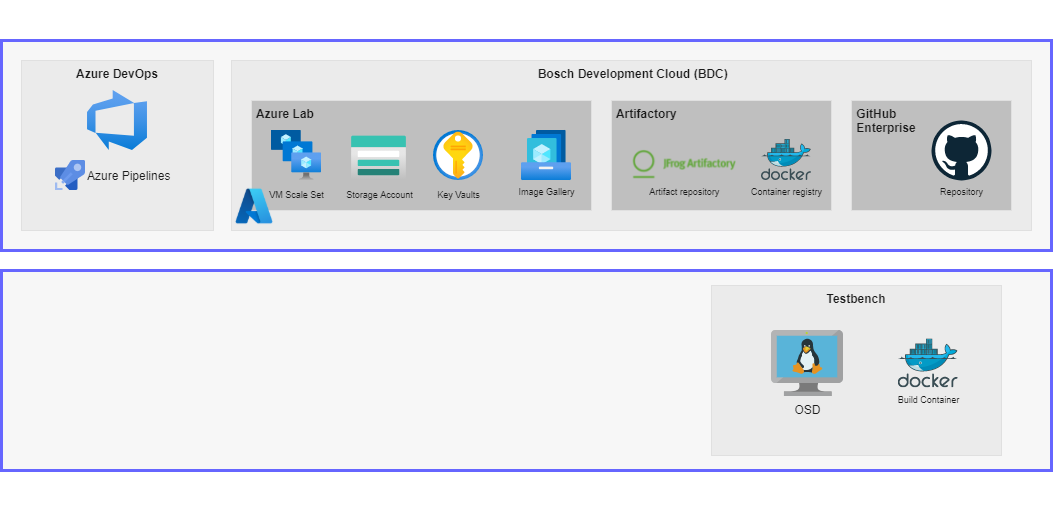 Azure DevOps
Azure Pipelines
Bosch Development Cloud (BDC)
Azure Lab
VM Scale Set
Storage Account
Key Vaults
Image Gallery
Artifactory
JFrog Artifactory
Artifact repository
docker
Container registry
GitHub
Enterprise
Repository
Testbench
OSD
docker
Build Container